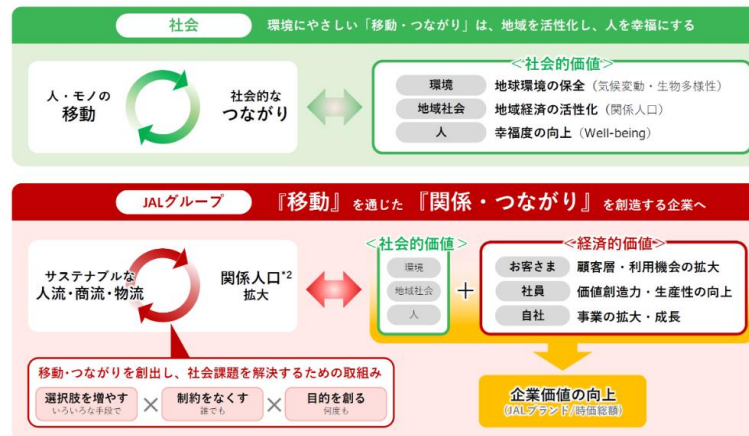 社会
環境にやさしい「移動・つながり」は、地域を活性化し、人を幸福にする
人・モノの
移動
社会的な
つながり
<社会的価値>
環境 地球環境の保全（気候変動・生物多様性）
地域社会 地域経済の活性化（関係人口）
人 幸福度の向上（Well-being）
JALグループ
『移動』を通じた『関係・つながり』を創造する企業へ
サステナブルな
人流・商流・物流
関係人口*2
拡大
<社会的価値>
環境
地域社会
人
+
<経済的価値>
お客さま 顧客層・利用機会の拡大
社員 価値創造力・生産性の向上
自社 事業の拡大・成長
移動・つながりを創出し、社会課題を解決するための取組み
選択肢を増やす × 制約をなくす × 目的を創る
いろいろな手段で 誰でも 何度も
企業価値の向上
(JALブランド/時価総額)